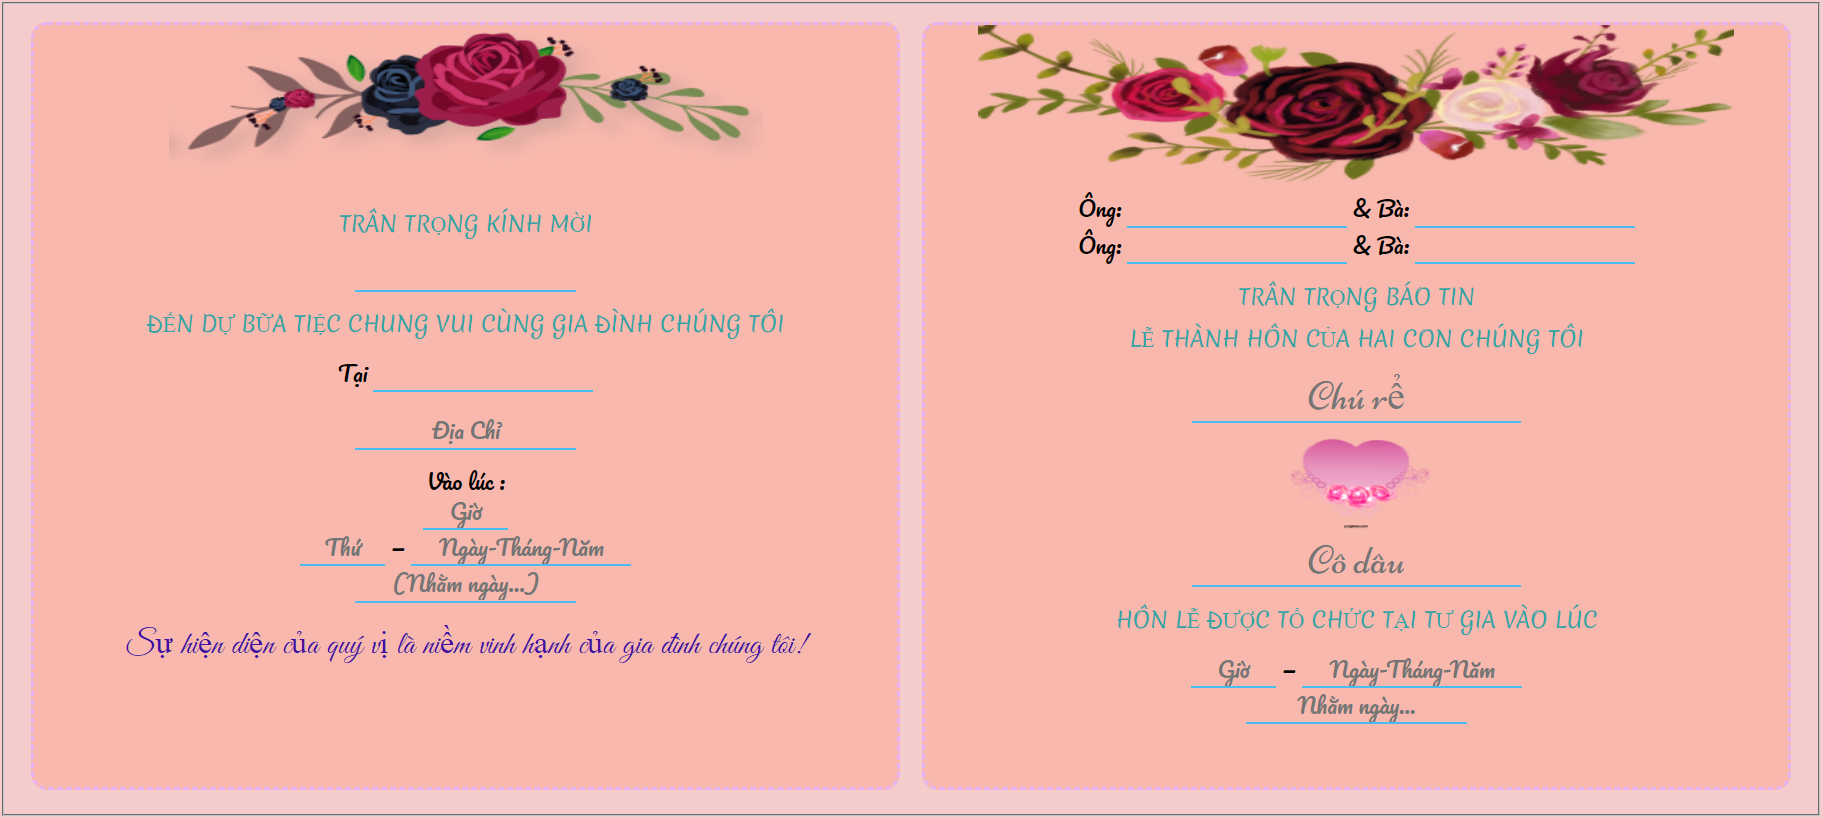 TRÂN TRỌNG KÍNH MỜI
ĐẾN DỰ BỮA TIỆC CHUNG VUI CÙNG GIA ĐÌNH CHÚNG TÔI
Tại
Địa Chỉ
Vào lúc :
Giờ
Thứ – Ngày-Tháng-Năm
(Nhằm ngày...)
Sự hiện diện của quý vị là niềm vinh hạnh của gia đình chúng tôi!
Ông: & Bà:
Ông: & Bà:
TRÂN TRỌNG BÁO TIN
LỄ THÀNH HÔN CỦA HAI CON CHÚNG TÔI
Chú rể
Cô dâu
HÔN LỄ ĐƯỢC TỔ CHỨC TẠI TƯ GIA VÀO LÚC
Giờ – Ngày-Tháng-Năm
Nhằm ngày...